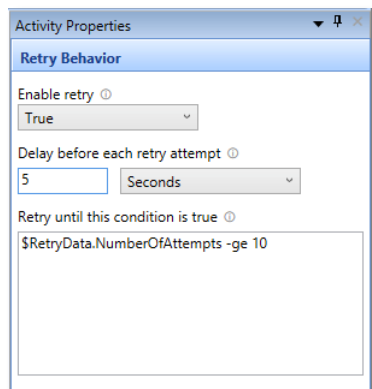 Activity Properties
Retry Behavior
Enable retry
True
Delay before each retry attempt
5 Seconds
Retry until this condition is true
$RetryData.NumberOfAttempts -ge 10